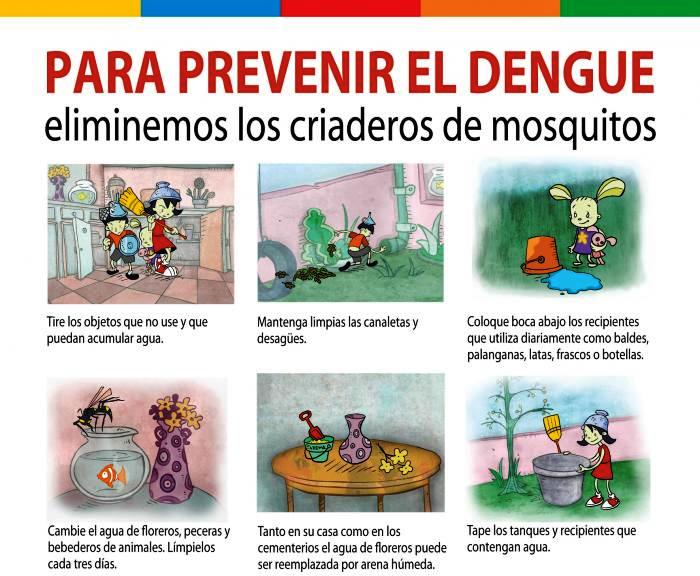 PARA PREVENIR EL DENGUE
eliminemos los criaderos de mosquitos
Tire los objetos que no use y que
puedan acumular agua.
Mantenga limpias las canaletas y
desagües.
Coloque boca abajo los recipientes
que utiliza diariamente como baldes,
palanganas, latas, frascos o botellas.
Cambie el agua de floreros, peceras y
bebederos de animales. Límpielos
cada tres días.
Tanto en su casa como en los
cementerios el agua de floreros puede
ser reemplazada por arena húmeda.
Tape los tanques y recipientes que
contengan agua.